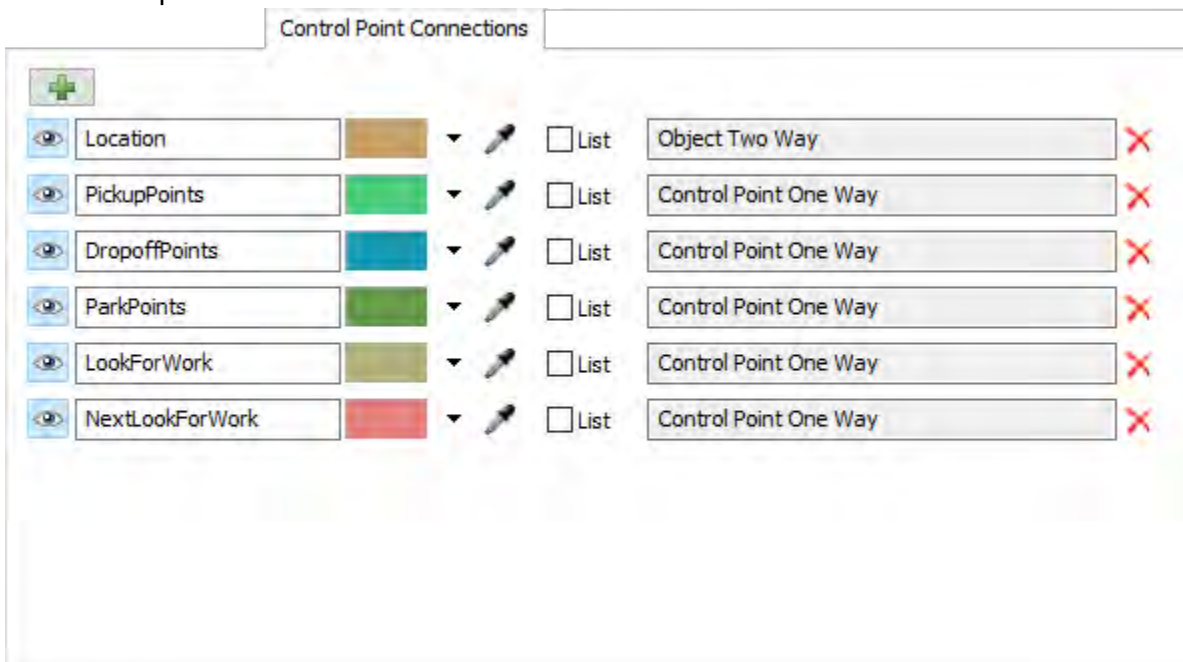 Control Point Connections
Location List Object Two Way
PickupPoints List Control Point One Way
DropoffPoints List Control Point One Way
ParkPoints List Control Point One Way
LookForWork List Control Point One Way
NextLookForWork List Control Point One Way